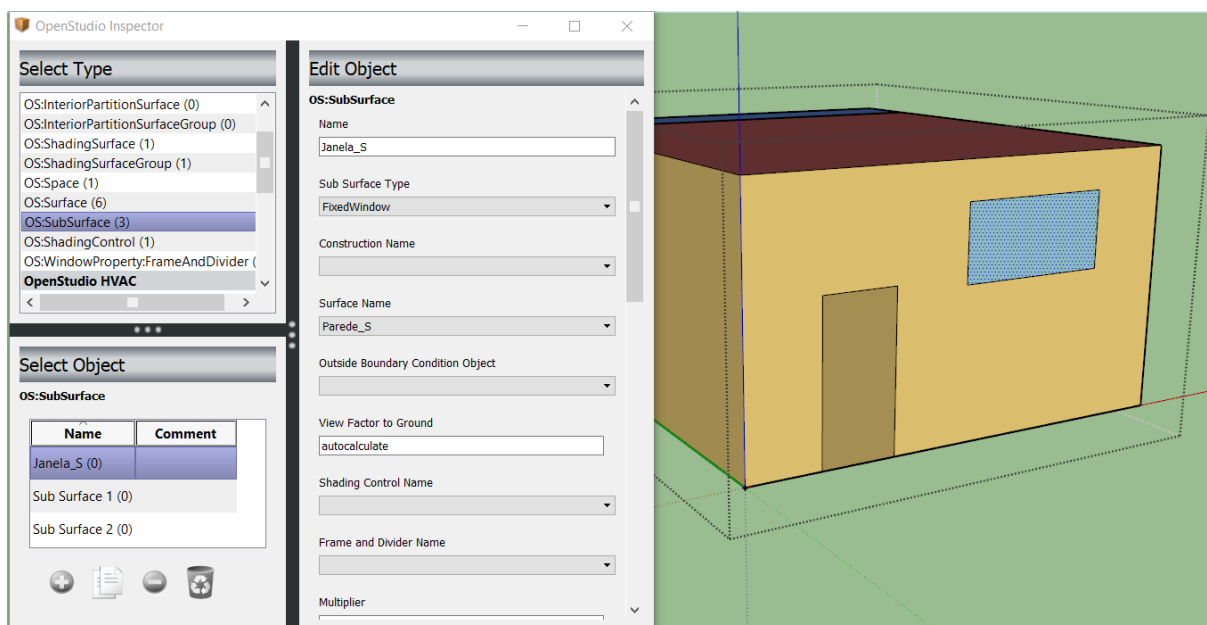 OpenStudio Inspector
Select Type
OS:InteriorPartitionSurface (0)
OS:InteriorPartitionSurfaceGroup (0)
OS:ShadingSurface (1)
OS:ShadingSurfaceGroup (1)
OS:Space (1)
OS:Surface (6)
OS:SubSurface (3)
OS:ShadingControl (1)
OS:WindowProperty:FrameAndDivider (
OpenStudio HVAC
Select Object
OS:SubSurface
Name Comment
Janela_S (0)
Sub Surface 1 (0)
Sub Surface 2 (0)
Edit Object
OS:SubSurface
Name
Janela_S
Sub Surface Type
FixedWindow
Construction Name
Surface Name
Parede_S
Outside Boundary Condition Object
View Factor to Ground
autocalculate
Shading Control Name
Frame and Divider Name
Multiplier